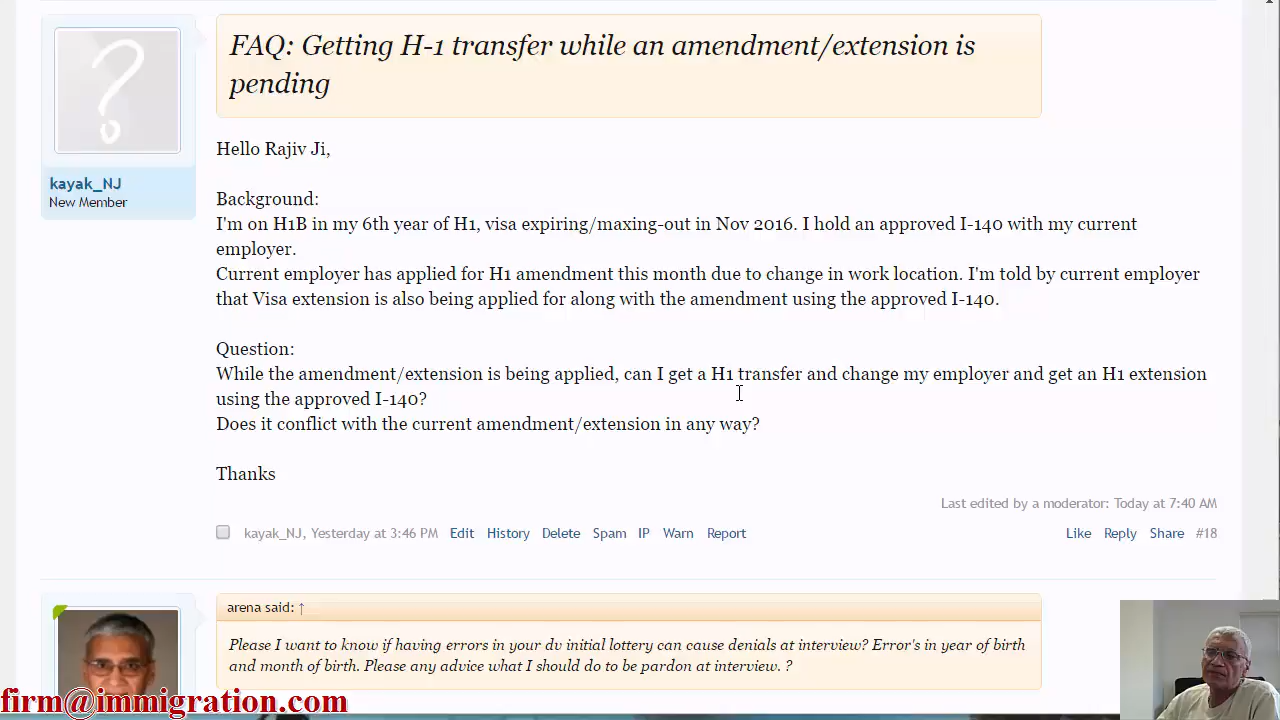 FAQ: Getting H-1 transfer while an amendment/extension is
pending
Hello Rajiv Ji,
kayak_NJ
New Member
Background:
I'm on H1B in my 6th year of H1, visa expiring/maxing-out in Nov 2016. I hold an approved I-140 with my current
employer.
Current employer has applied for H1 amendment this month due to change in work location. I'm told by current employer
that Visa extension is also being applied for along with the amendment using the approved I-140.
Question:
While the amendment/extension is being applied, can I get a H1 transfer and change my employer and get an H1 extension
using the approved I-140?
Does it conflict with the current amendment/extension in any way?
Thanks
Last edited by a moderator: Today at 7:40 AM
kayak_NJ, Yesterday at 3:46 PM Edit History Delete Spam IP Warn Report Like Reply Share #18
arena said: ↑
Please I want to know if having errors in your dv initial lottery can cause denials at interview? Error's in year of birth
and month of birth. Please any advice what I should do to be pardon at interview. ?
firm@immigration.com